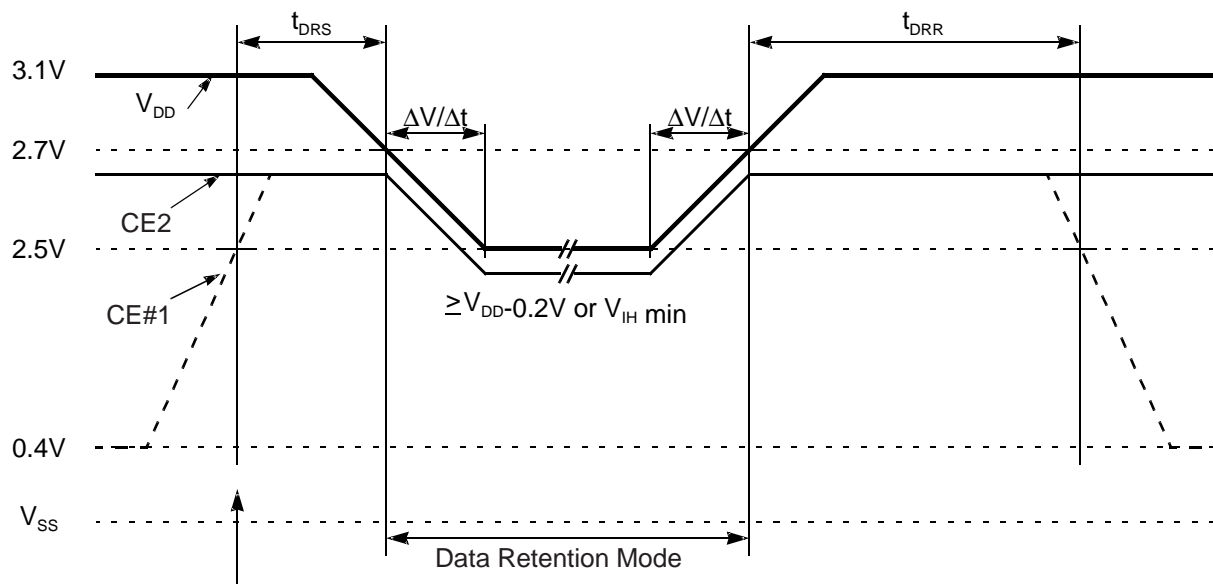 tDRS
tDRR
3.1V
VDD
ΔV/Δt
ΔV/Δt
2.7V
CE2
2.5V
CE#1
≥VDD-0.2V or VIH min
0.4V
VSS
Data Retention Mode